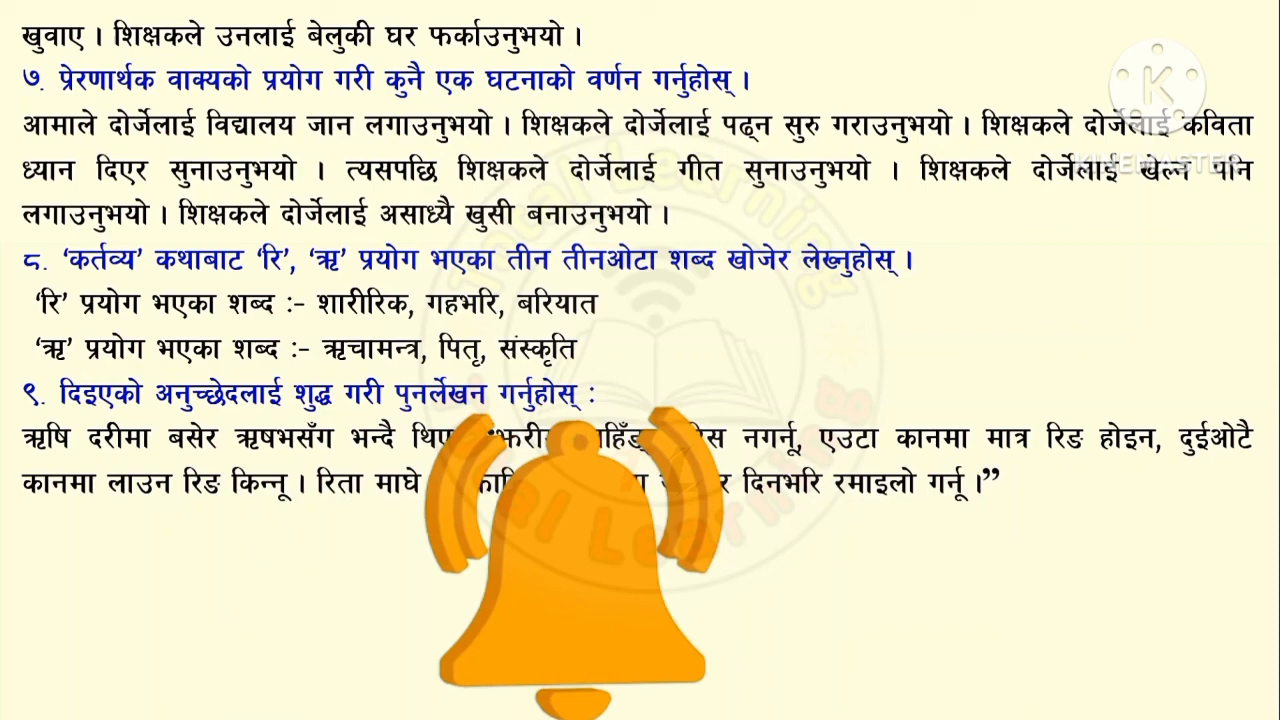 खुवाए । शिक्षकले उनलाई बेलुकी घर फर्काउनुभयो ।
७. प्रेरणार्थक वाक्यको प्रयोग गरी कुनै एक घटनाको वर्णन गर्नुहोस् ।
आमाले दोर्जेलाई विद्यालय जान लगाउनुभयो । शिक्षकले दोर्जेलाई पढ्न सुरु गराउनुभयो । शिक्षकले दोर्जेलाई कविता
ध्यान दिएर सुनाउनुभयो । त्यसपछि शिक्षकले दोर्जेलाई गीत सुनाउनुभयो । शिक्षकले दोर्जेलाई खेल्न पनि
लगाउनुभयो । शिक्षकले दोर्जेलाई असाध्यै खुसी बनाउनुभयो ।
८. ‘कर्तव्य’ कथाबाट ‘रि’, ‘ऋ’ प्रयोग भएका तीन तीनओटा शब्द खोजेर लेख्नुहोस् ।
‘रि’ प्रयोग भएका शब्द :- शारीरिक, गहभरि, बरियात
‘ऋ’ प्रयोग भएका शब्द :- ऋचामन्त्र, पितृ, संस्कृति
९. दिइएको अनुच्छेदलाई शुद्ध गरी पुनर्लेखन गर्नुहोस् :
ऋषि दरीमा बसेर ऋषभसँग भन्दै नगर्नू, एउटा कानमा मात्र रिङ होइन, दुईओटै
कानमा लाउन रिङ किन्नू । रिता माघे दिनभरि रमाइलो गर्नू ।”
K
KINEMASTER
Learning